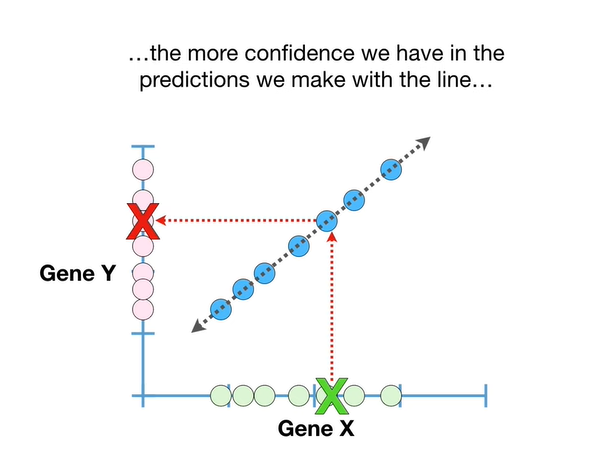 …the more confidence we have in the
predictions we make with the line…
X
Gene Y
X
Gene X